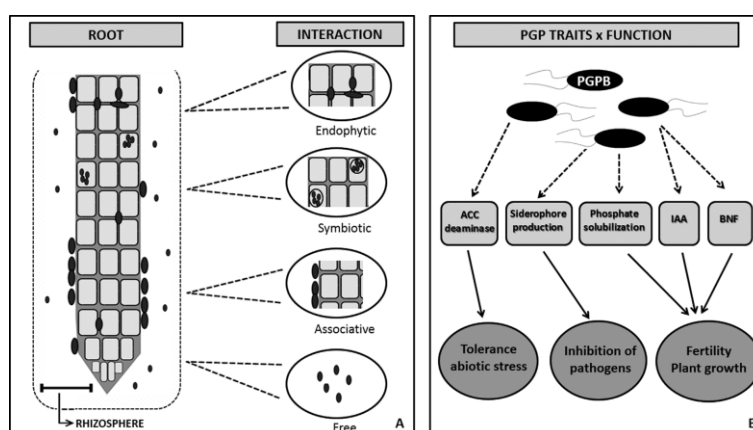 ROOT
INTERACTION
Endophytic
Symbiotic
Associative
Free
RHIZOSPHERE
A
PGP TRAITS x FUNCTION
PGPB
ACC
deaminase
Siderophore
production
Phosphate
solubilization
IAA
BNF
Tolerance
abiotic stress
Inhibition of
pathogens
Fertility
Plant growth